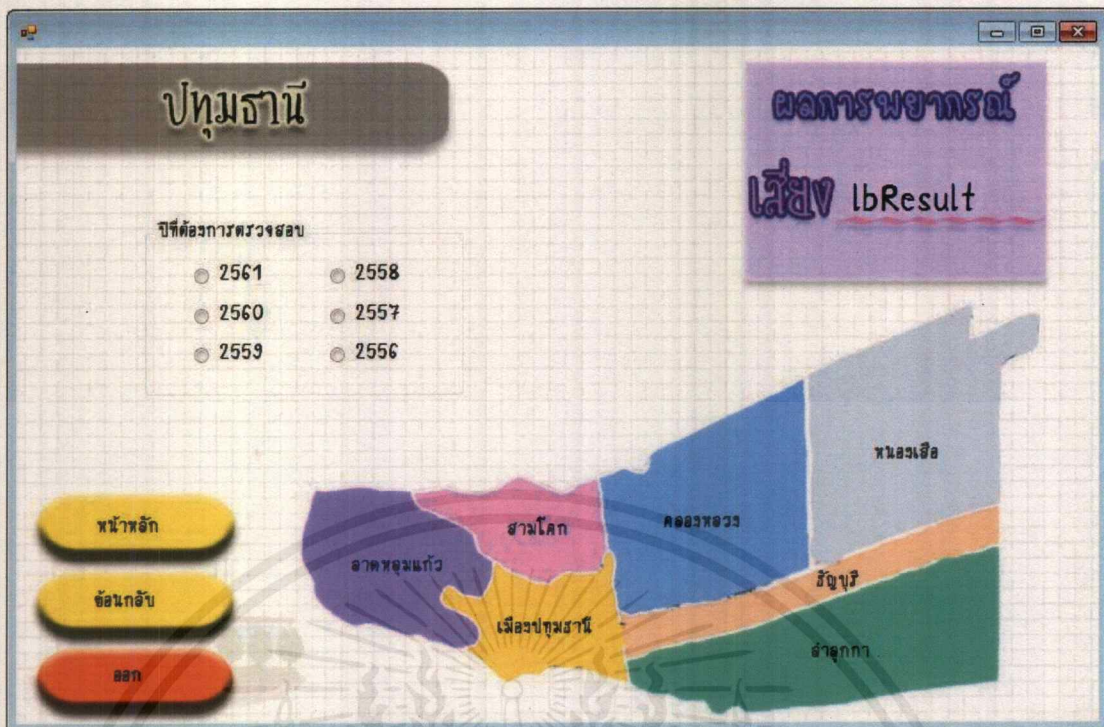 ปทุมธานี
ผลการพยากรณ์
เสี่ยง lbResult
ปีที่ต้องการตรวจสอบ
2561 2558
2560 2557
2559 2556
หนองเสือ
คลองหลวง
สามโคก
ลาดหลุมแก้ว
ธัญบุรี
เมืองปทุมธานี
ลำลูกกา
หน้าหลัก
ย้อนกลับ
ออก